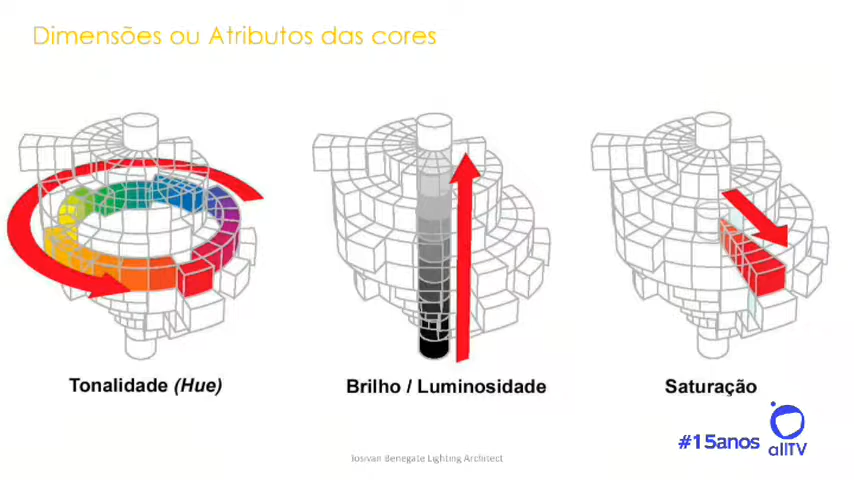 Dimensões ou Atributos das cores
Tonalidade (Hue)
Brilho / Luminosidade
Saturação
#15anos
allTV
Josivan Benegate Lighting Architect